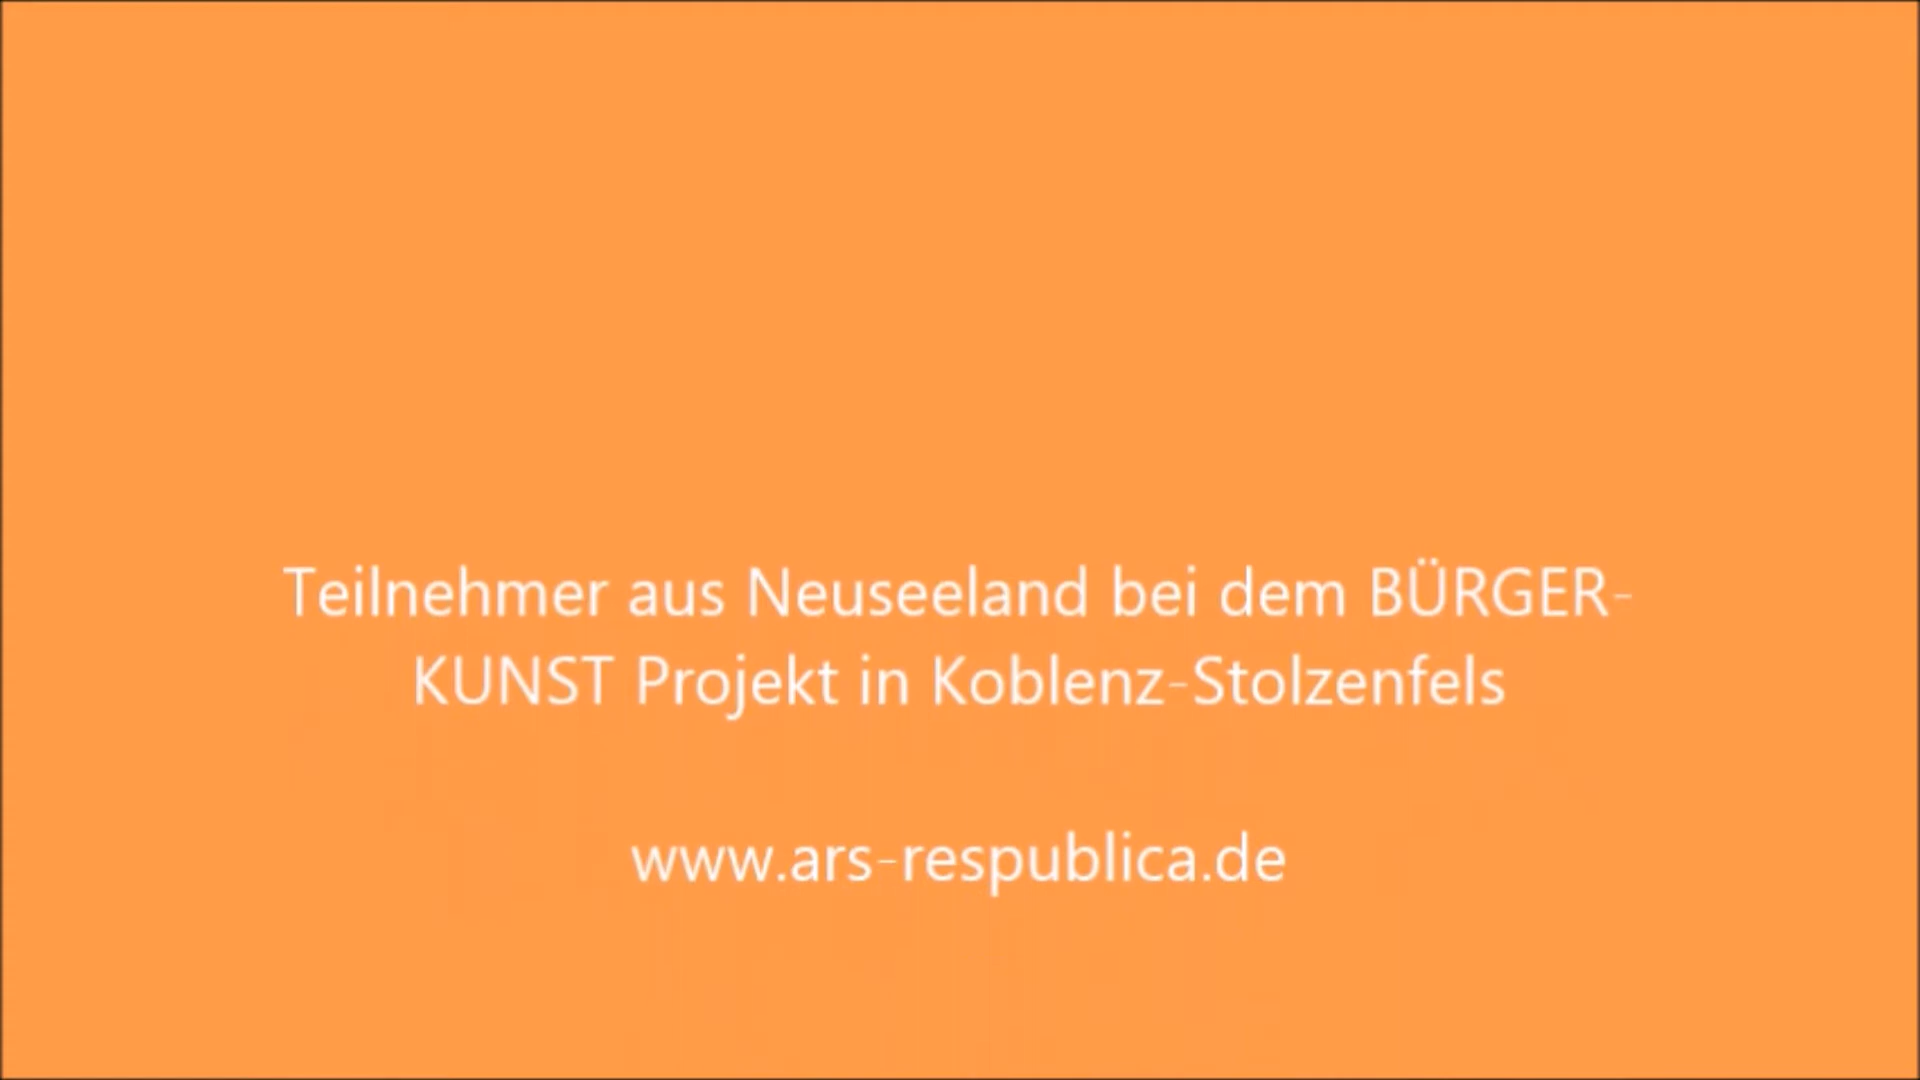 Teilnehmer aus Neuseeland bei dem BÜRGER-
KUNST Projekt in Koblenz-Stolzenfels
www.ars-respublica.de